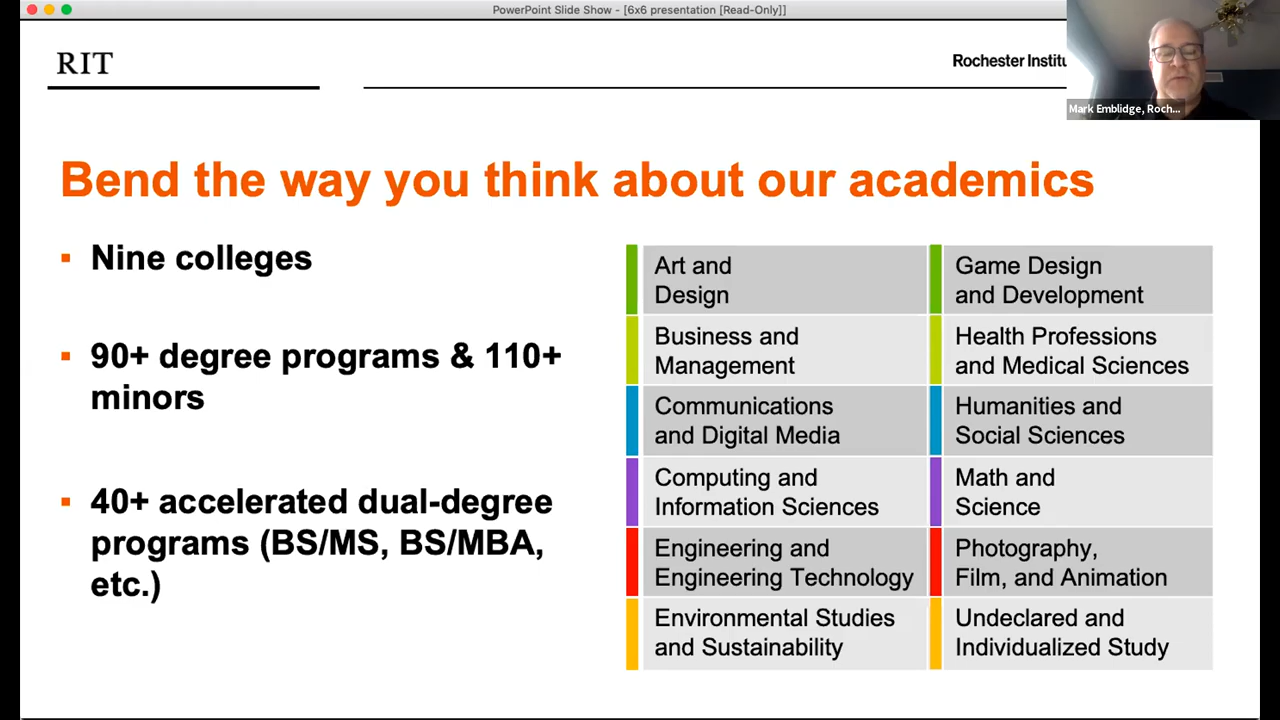 PowerPoint Slide Show - [6x6 presentation [Read-Only]]
RIT
Rochester Institu
Mark Emblidge, Roch...
Bend the way you think about our academics
▪ Nine colleges
▪ 90+ degree programs & 110+
minors
▪ 40+ accelerated dual-degree
programs (BS/MS, BS/MBA,
etc.)
Art and
Design
Game Design
and Development
Business and
Management
Health Professions
and Medical Sciences
Communications
and Digital Media
Humanities and
Social Sciences
Computing and
Information Sciences
Math and
Science
Engineering and
Engineering Technology
Photography,
Film, and Animation
Environmental Studies
and Sustainability
Undeclared and
Individualized Study